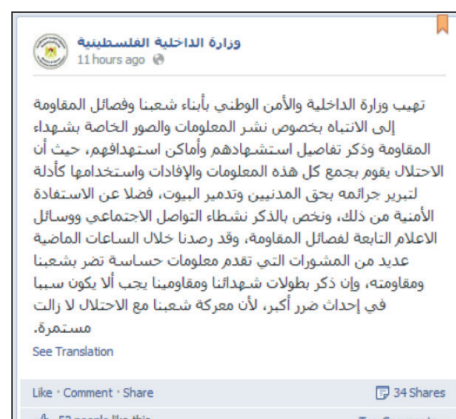 وزارة الداخلية الفلسطينية
11 hours ago
تهيب وزارة الداخلية والأمن الوطني بأبناء شعبنا وفصائل المقاومة
إلى الانتباه بخصوص نشر المعلومات والصور الخاصة بشهداء
المقاومة وذكر تفاصيل استشهادهم وأماكن استهدافهم، حيث أن
الاحتلال يقوم بجمع كل هذه المعلومات والإفادات واستخدامها كأدلة
لتبرير جرائمه بحق المدنيين وتدمير البيوت، فضلا عن الاستفادة
الأمنية من ذلك، ونخص بالذكر نشطاء التواصل الاجتماعي ووسائل
الاعلام التابعة لفصائل المقاومة، وقد رصدنا خلال الساعات الماضية
عديد من المشورات التي تقدم معلومات حساسة تضر بشعبنا
ومقاومته، وإن ذكر بطولات شهدائنا ومقاومينا يجب ألا يكون سببا
في إحداث ضرر أكبر، لأن معركة شعبنا مع الاحتلال لا زالت
مستمرة.
See Translation
Like · Comment · Share 34 Shares
52 people like this